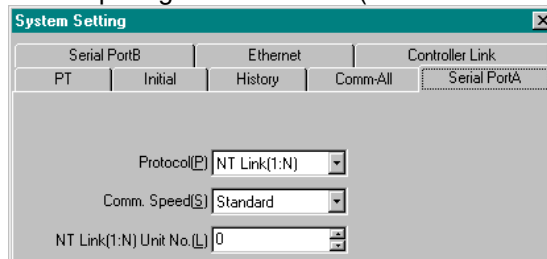 System Setting
Serial PortB Ethernet Controller Link
PT Initial History Comm-All Serial PortA
Protocol(P) NT Link(1:N)
Comm. Speed(S) Standard
NT Link(1:N) Unit No.(L) 0